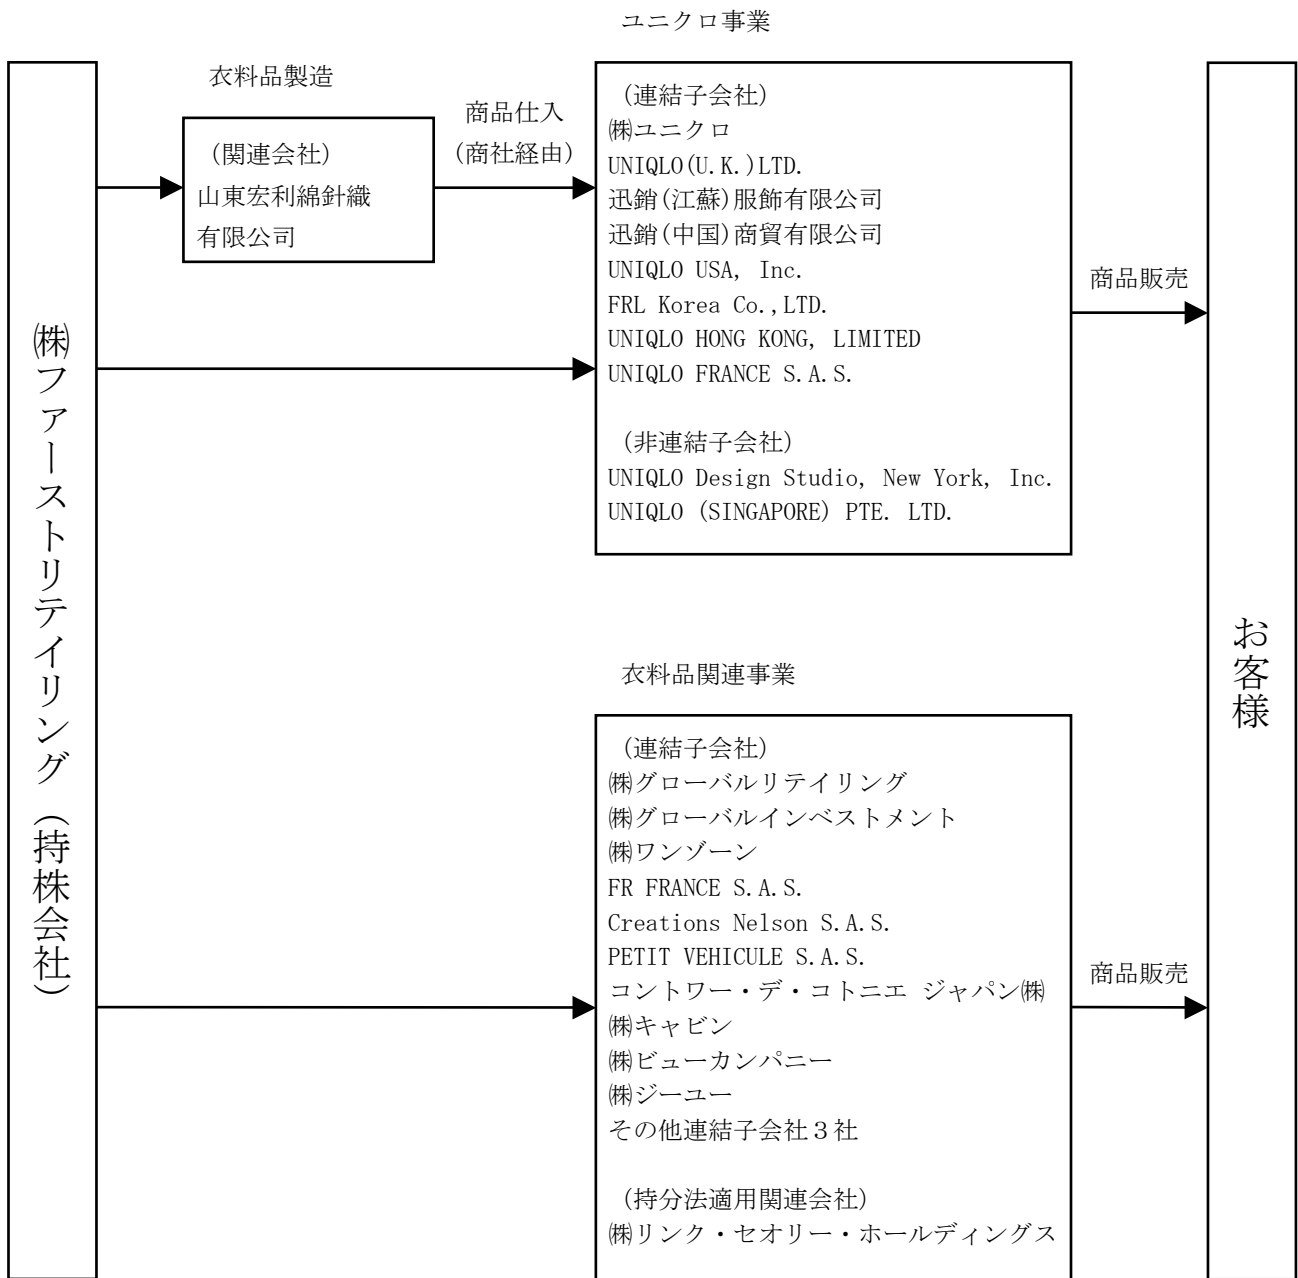 ユニクロ事業
衣料品製造
商品仕入
(商社経由)
㈱ファーストリテイリング（持株会社）
（関連会社）
山東宏利綿針織
有限公司
（連結子会社）
㈱ユニクロ
UNIQLO(U.K.)LTD.
迅銷(江蘇)服飾有限公司
迅銷(中国)商貿有限公司
UNIQLO USA, Inc.
FRL Korea Co.,LTD.
UNIQLO HONG KONG, LIMITED
UNIQLO FRANCE S.A.S.
（非連結子会社）
UNIQLO Design Studio, New York, Inc.
UNIQLO (SINGAPORE) PTE. LTD.
商品販売
お客様
衣料品関連事業
（連結子会社）
㈱グローバルリテイリング
㈱グローバルインベストメント
㈱ワンゾーン
FR FRANCE S.A.S.
Creations Nelson S.A.S.
PETIT VEHICULE S.A.S.
コントワー・デ・コトニエ ジャパン㈱
㈱キャビン
㈱ビューカンパニー
㈱ジーユー
その他連結子会社３社
（持分法適用関連会社）
㈱リンク・セオリー・ホールディングス
商品販売